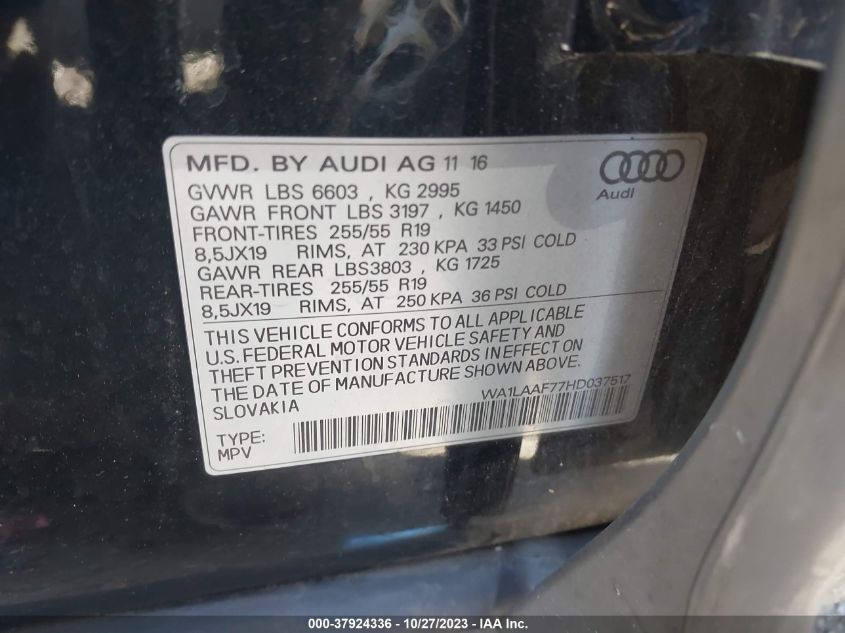 MFD. BY AUDI AG 11 16
Audi
GVWR LBS 6603 , KG 2995
GAWR FRONT LBS 3197 , KG 1450
FRONT-TIRES 255/55 R19
8,5JX19 RIMS, AT 230 KPA 33 PSI COLD
GAWR REAR LBS3803 , KG 1725
REAR-TIRES 255/55 R19
8,5JX19 RIMS, AT 250 KPA 36 PSI COLD
THIS VEHICLE CONFORMS TO ALL APPLICABLE
U.S. FEDERAL MOTOR VEHICLE SAFETY AND
THEFT PREVENTION STANDARDS IN EFFECT ON
THE DATE OF MANUFACTURE SHOWN ABOVE.
SLOVAKIA
WA1LAAF77HD037517
TYPE:
MPV
000-37924336 - 10/27/2023 - IAA Inc.